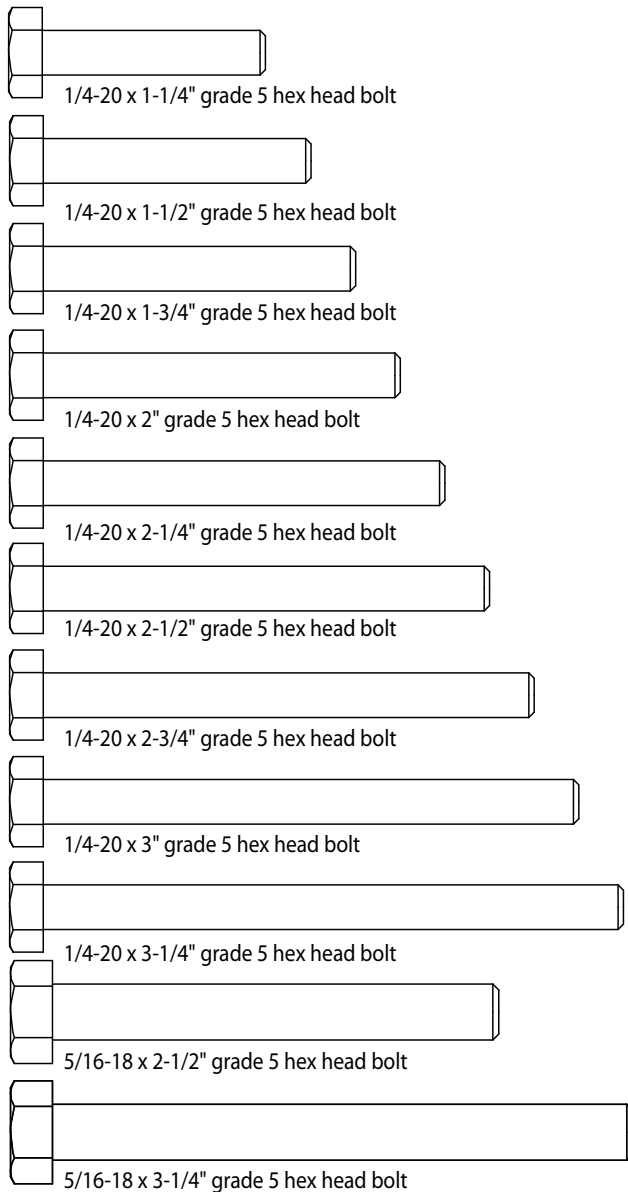 1/4-20 x 1-1/4" grade 5 hex head bolt
1/4-20 x 1-1/2" grade 5 hex head bolt
1/4-20 x 1-3/4" grade 5 hex head bolt
1/4-20 x 2" grade 5 hex head bolt
1/4-20 x 2-1/4" grade 5 hex head bolt
1/4-20 x 2-1/2" grade 5 hex head bolt
1/4-20 x 2-3/4" grade 5 hex head bolt
1/4-20 x 3" grade 5 hex head bolt
1/4-20 x 3-1/4" grade 5 hex head bolt
5/16-18 x 2-1/2" grade 5 hex head bolt
5/16-18 x 3-1/4" grade 5 hex head bolt